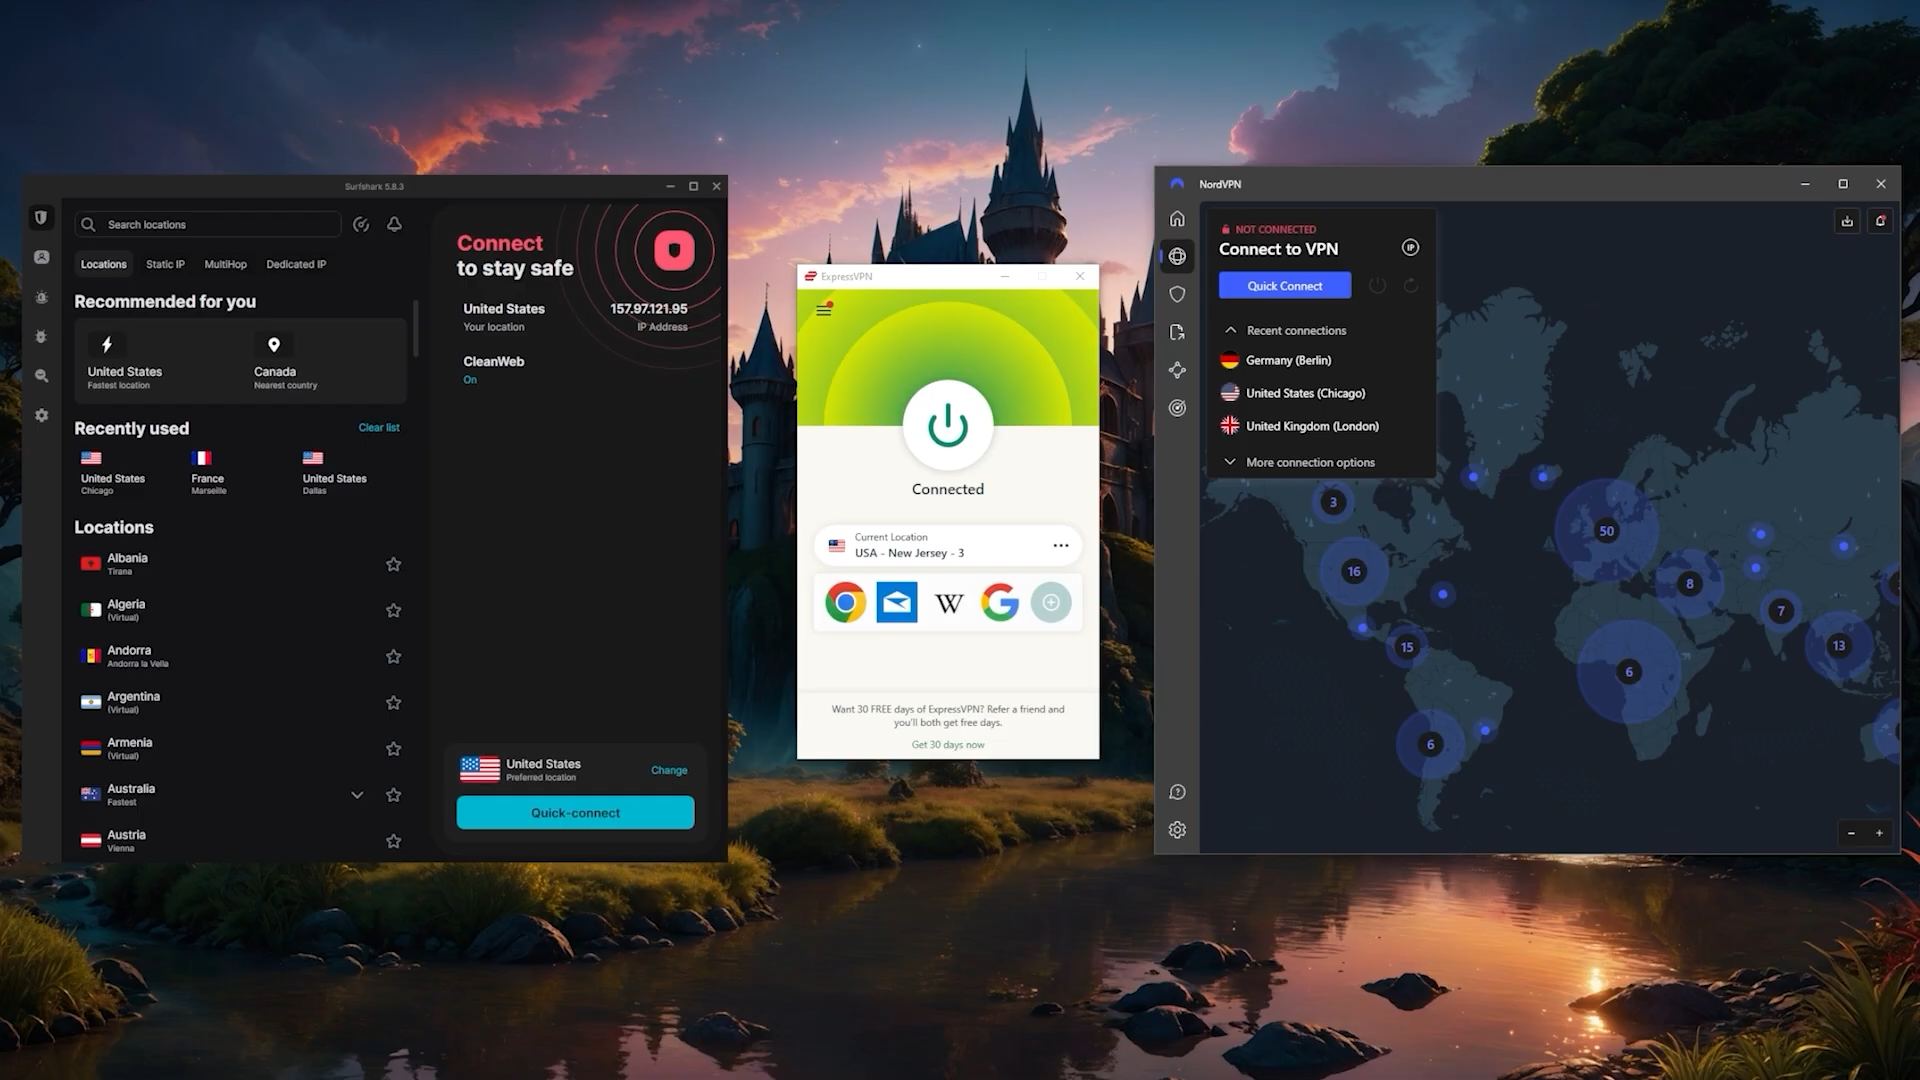 Surfshark 5.8.3
Search locations
Locations
Static IP
MultiHop
Dedicated IP
Recommended for you
United States
Fastest location
Canada
Nearest country
Recently used
Clear list
United States
Chicago
France
Marseille
United States
Dallas
Locations
Albania
Tirana
Algeria
(Virtual)
Andorra
Andorra la Vella
Argentina
(Virtual)
Armenia
(Virtual)
Australia
Fastest
Austria
Vienna
Connect
to stay safe
United States
Your location
157.97.121.95
IP Address
CleanWeb
On
United States
Preferred location
Change
Quick-connect
ExpressVPN
Connected
Current Location
USA - New Jersey - 3
W
G
Want 30 FREE days of ExpressVPN? Refer a friend and
you'll both get free days.
Get 30 days now
NordVPN
NOT CONNECTED
Connect to VPN
IP
Quick Connect
Recent connections
Germany (Berlin)
United States (Chicago)
United Kingdom (London)
More connection options
3
50
16
8
7
15
13
6
6